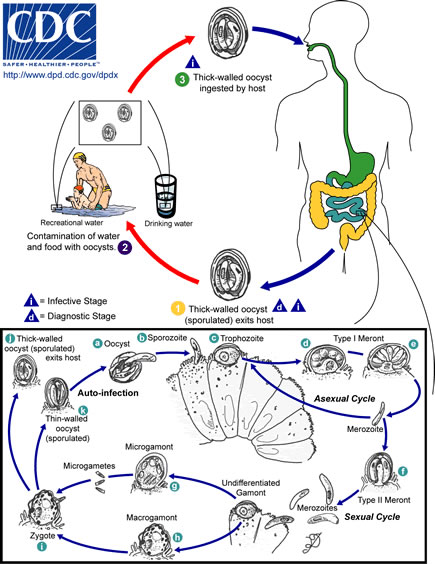 CDC
SAFER • HEALTHIER • PEOPLE™
http://www.dpd.cdc.gov/dpdx
i
3 Thick-walled oocyst
ingested by host
Recreational water
Drinking water
Contamination of water
and food with oocysts. 2
1 Thick-walled oocyst
(sporulated) exits host
d i
i = Infective Stage
d = Diagnostic Stage
j Thick-walled
oocyst (sporulated)
exits host
a Oocyst
b Sporozoite
c Trophozoite
Type I Meront
d
e
Auto-infection
k
Thin-walled
oocyst
(sporulated)
Asexual Cycle
Merozoite
f
Type II Meront
Microgamont
Microgametes
g
Undifferentiated
Gamont
Merozoites
Sexual Cycle
Macrogamont
h
Zygote
i